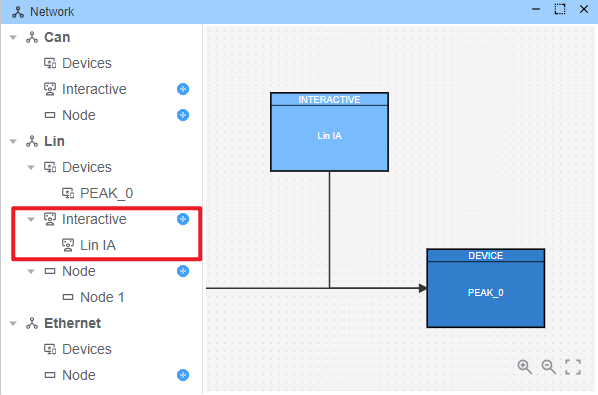 Network
Can
Devices
Interactive
Node
Lin
Devices
PEAK_0
Interactive
Lin IA
Node
Node 1
Ethernet
Devices
Node
INTERACTIVE
Lin IA
DEVICE
PEAK_0